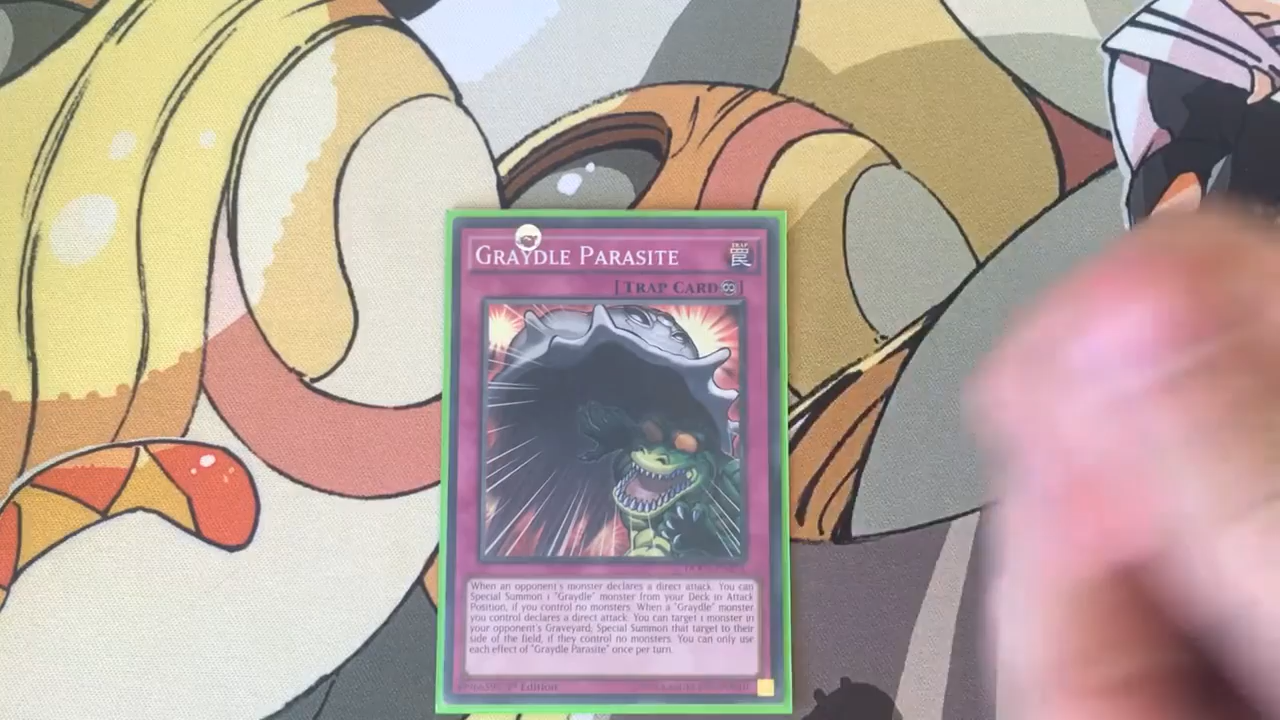 GRAYDLE PARASITE
TRAP
罠
[TRAP CARD]
When an opponent's monster declares a direct attack: You can
Special Summon 1 "Graydle" monster from your Deck in Attack
Position, if you control no monsters. When a "Graydle" monster
you control declares a direct attack: You can target 1 monster in
your opponent's Graveyard; Special Summon that target to their
side of the field, if they control no monsters. You can only use
each effect of "Graydle Parasite" once per turn.
Edition